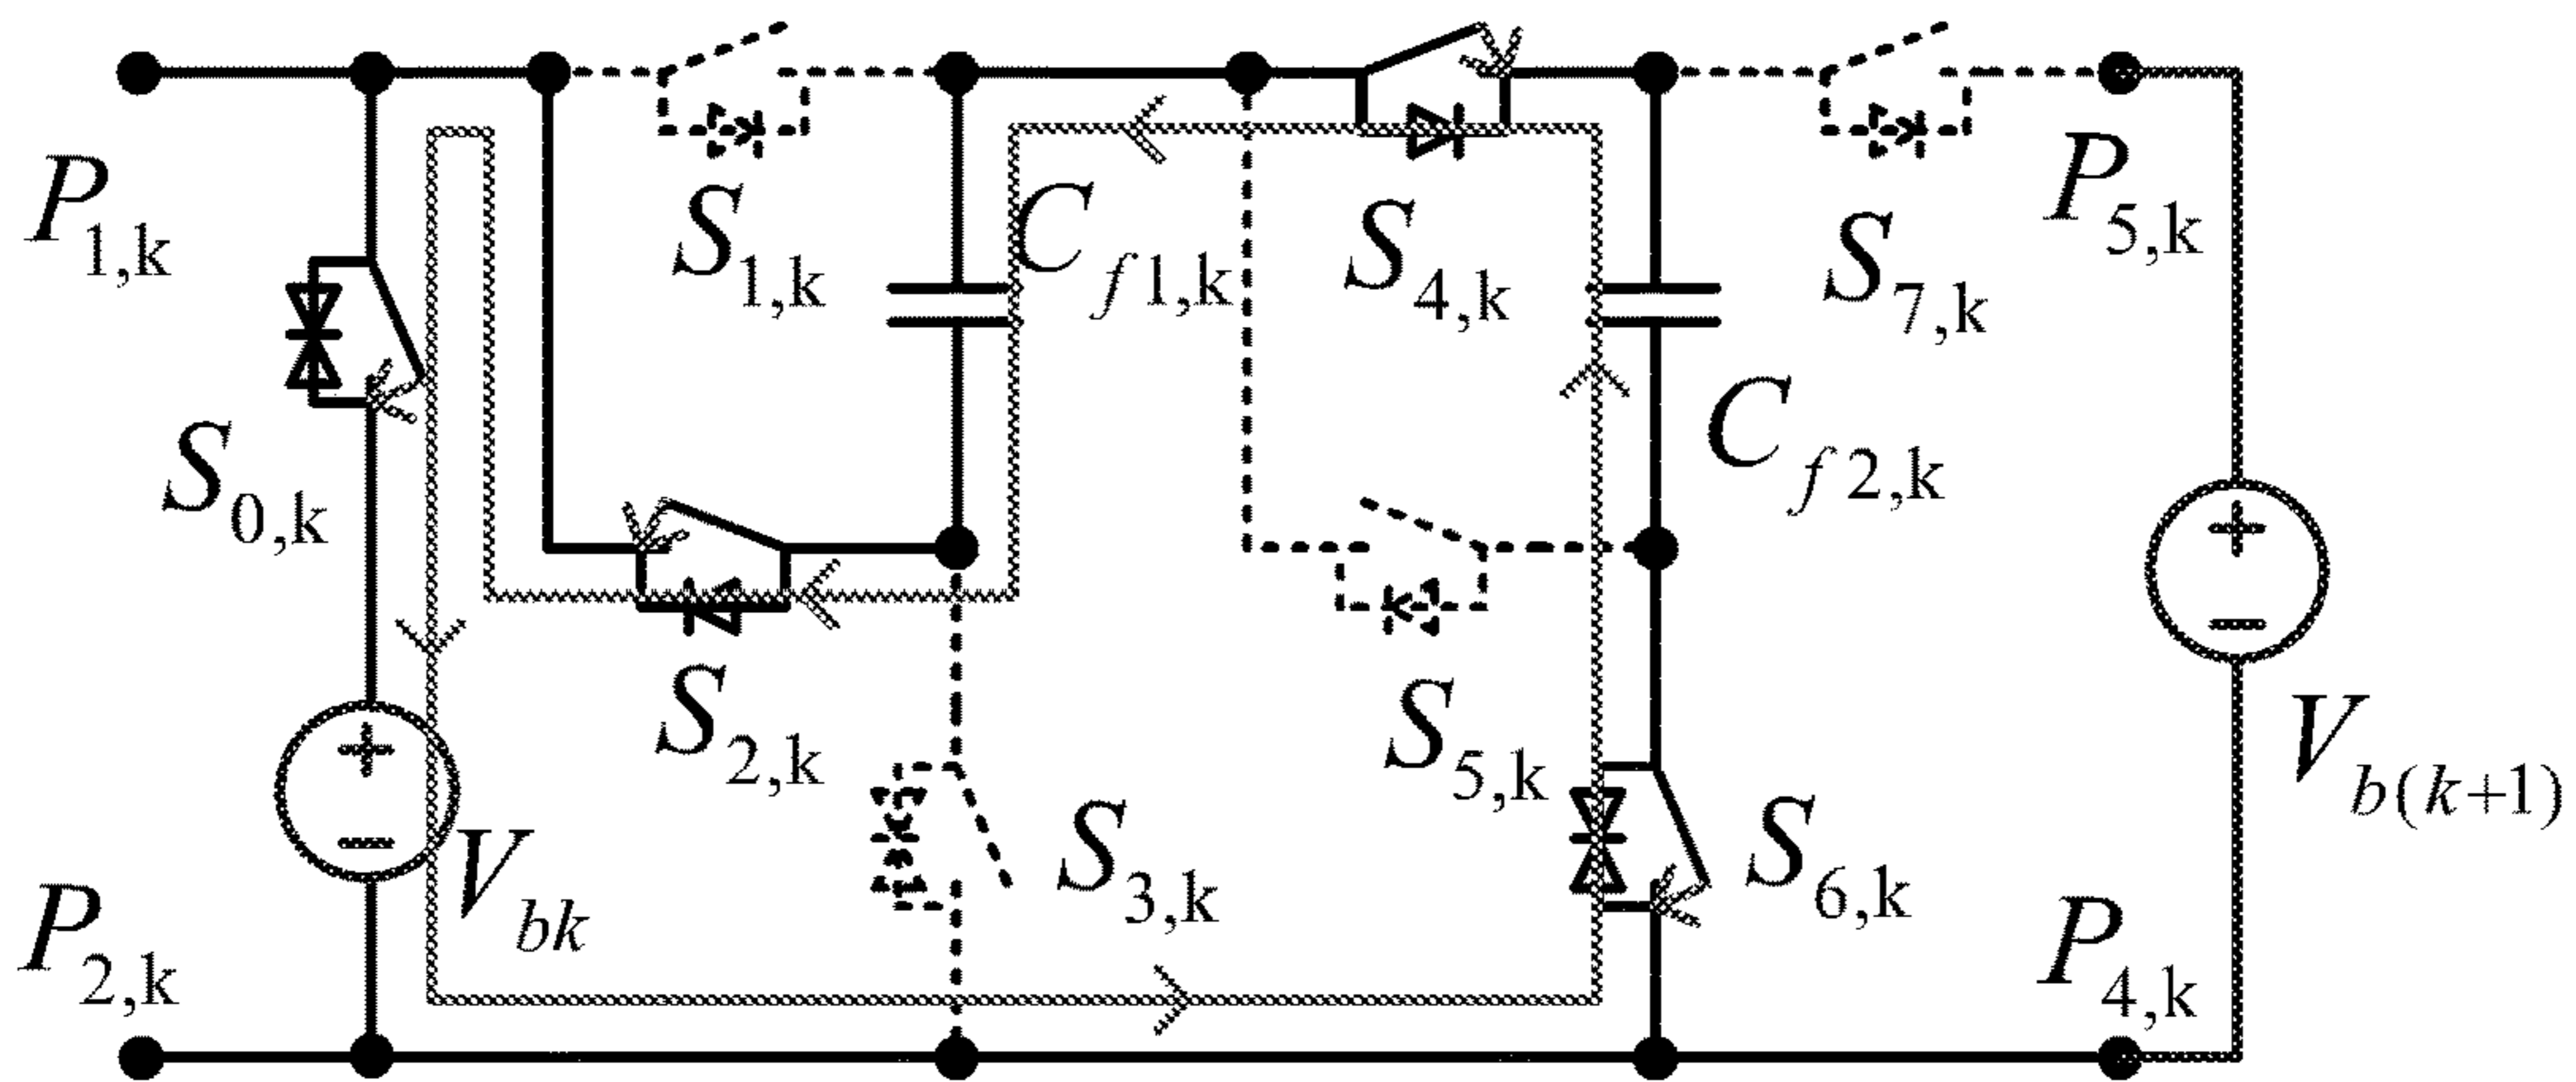 P1,k
S1,k
Cf1,k
S4,k
S7,k
P5,k
S0,k
Cf2,k
S2,k
S5,k
+
−
Vb(k+1)
+
−
Vbk
S3,k
S6,k
P2,k
P4,k